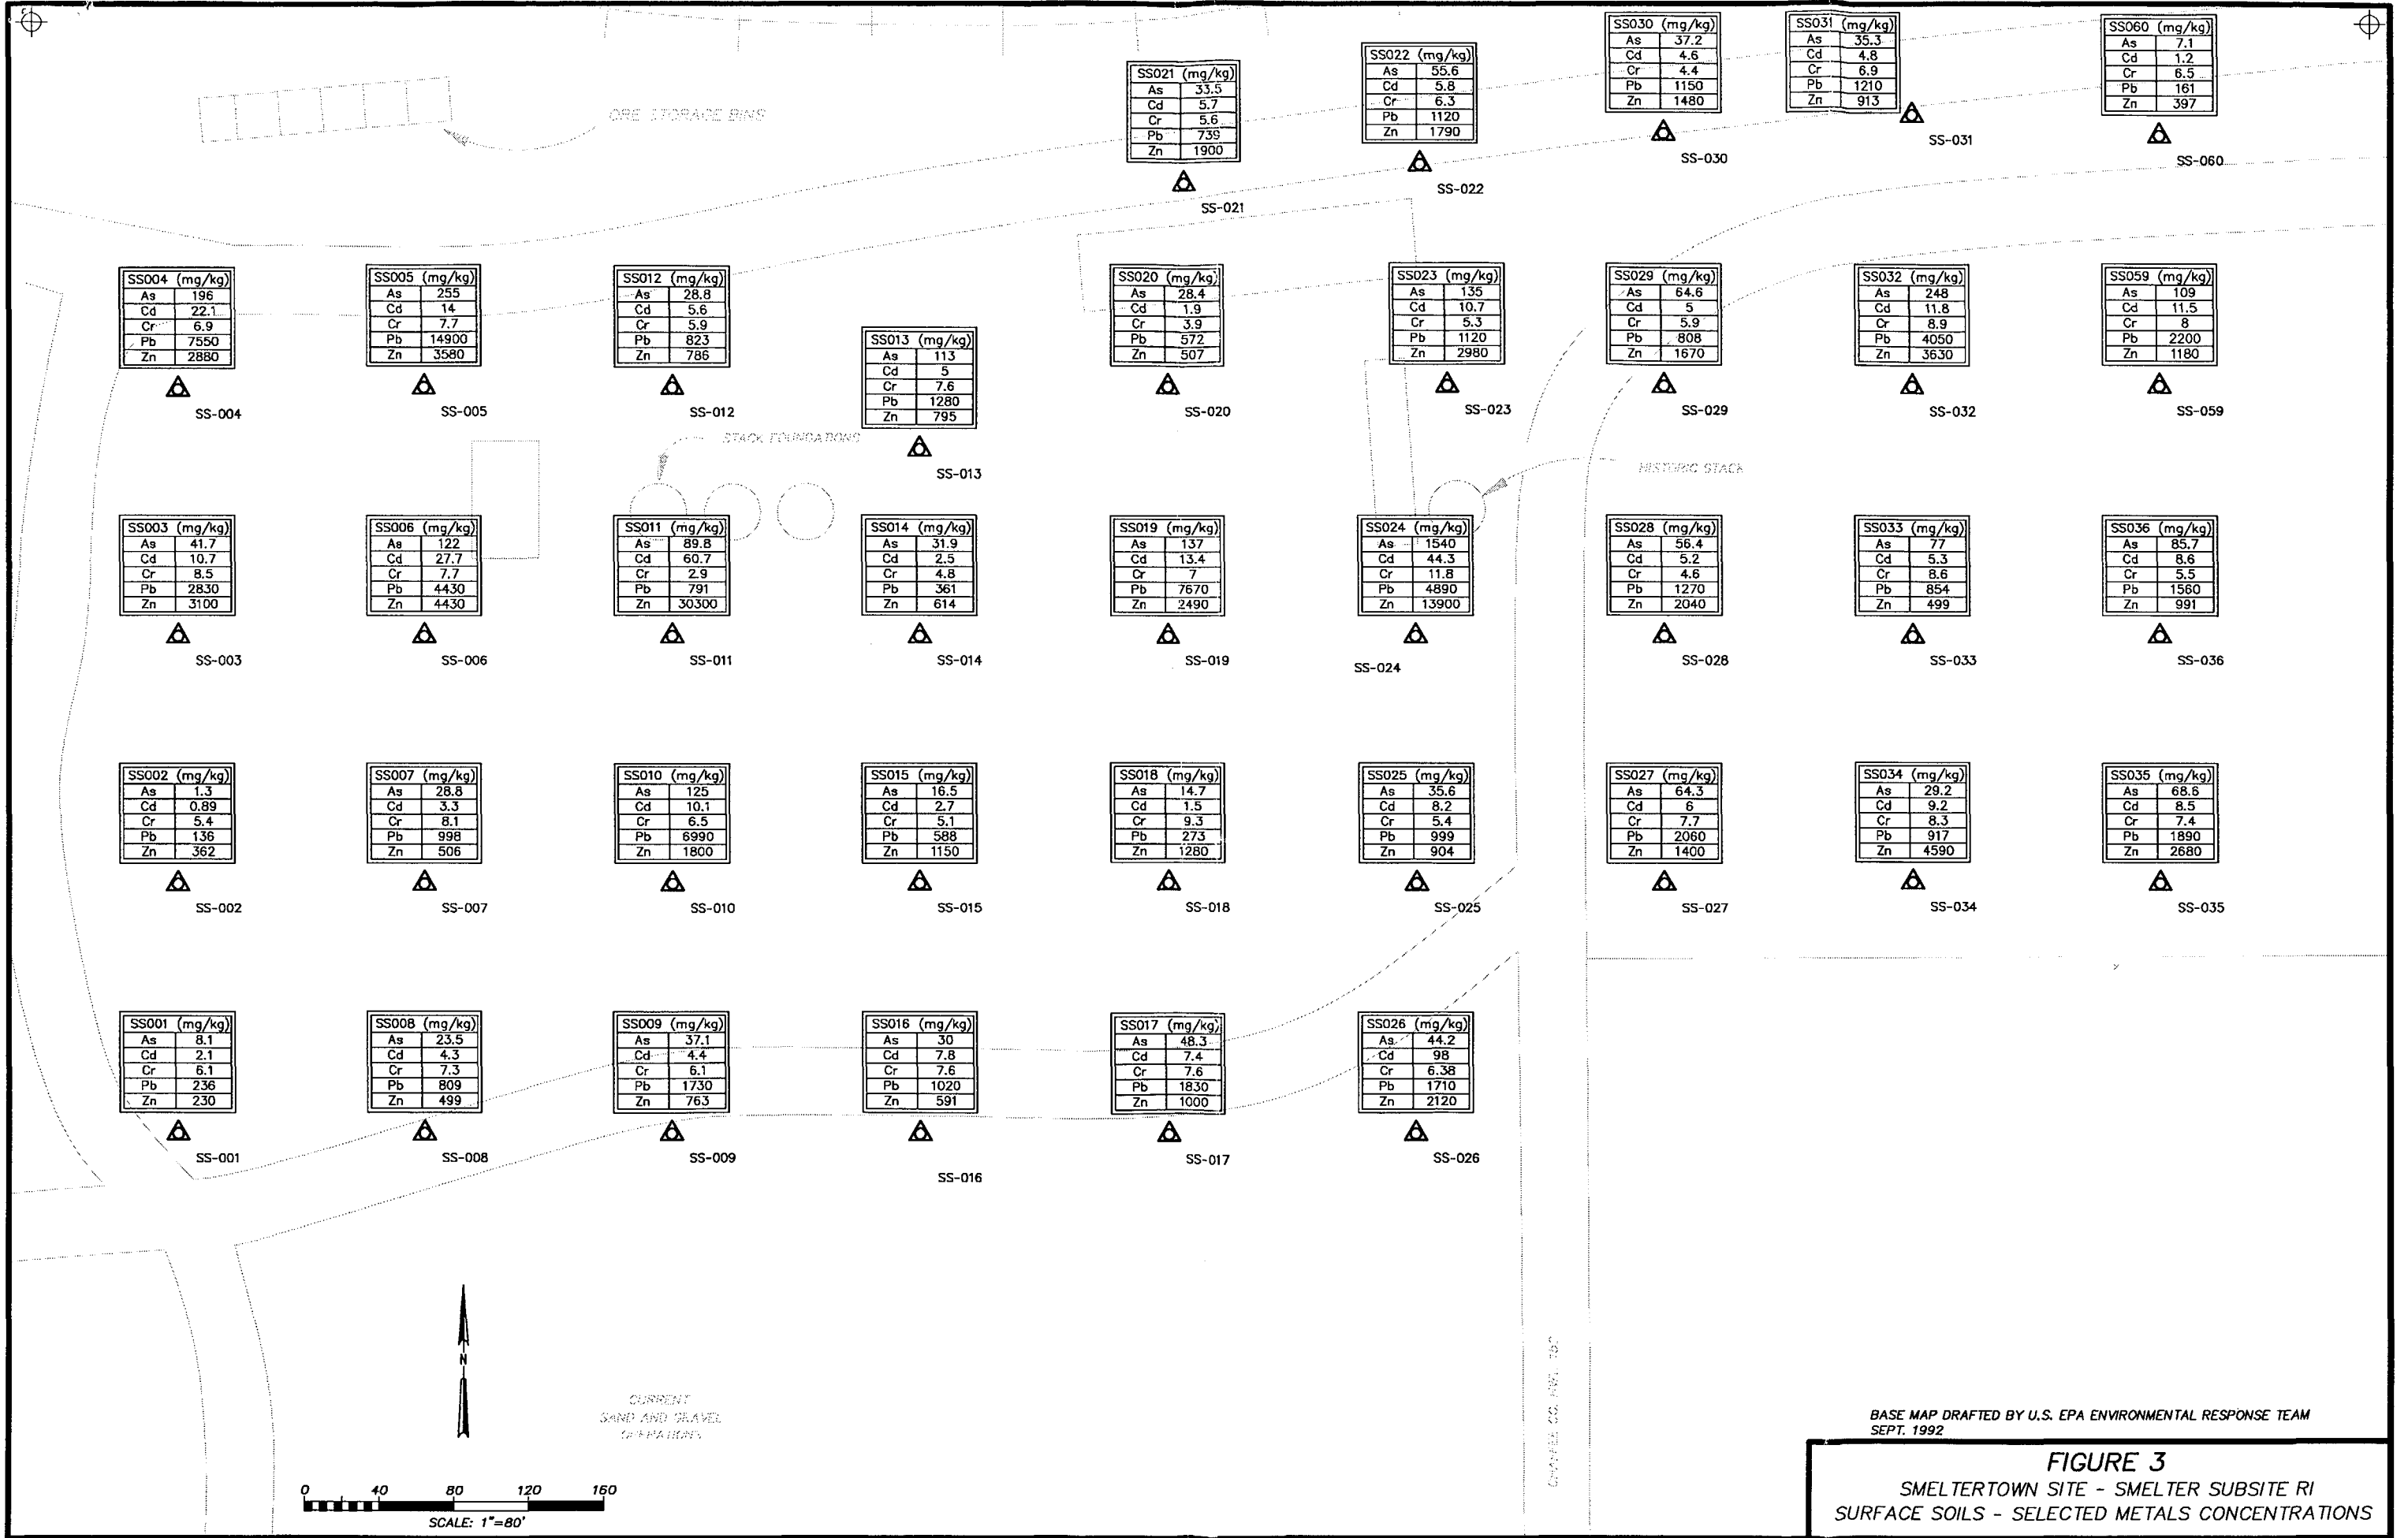 SS030 (mg/kg)
As 37.2
Cd 4.6
Cr 4.4
Pb 1150
Zn 1480
SS-030
SS031 (mg/kg)
As 35.3
Cd 4.8
Cr 6.9
Pb 1210
Zn 913
SS-031
SS060 (mg/kg)
As 7.1
Cd 1.2
Cr 6.5
Pb 161
Zn 397
SS-060
SS022 (mg/kg)
As 55.6
Cd 5.8
Cr 6.3
Pb 1120
Zn 1790
SS-022
SS021 (mg/kg)
As 33.5
Cd 5.7
Cr 5.6
Pb 739
Zn 1900
SS-021
ORE STORAGE BINS
SS004 (mg/kg)
As 196
Cd 22.1
Cr 6.9
Pb 7550
Zn 2880
SS-004
SS005 (mg/kg)
As 255
Cd 14
Cr 7.7
Pb 14900
Zn 3580
SS-005
SS012 (mg/kg)
As 28.8
Cd 5.6
Cr 5.9
Pb 823
Zn 786
SS-012
SS013 (mg/kg)
As 113
Cd 5
Cr 7.6
Pb 1280
Zn 795
SS-013
SS020 (mg/kg)
As 28.4
Cd 1.9
Cr 3.9
Pb 572
Zn 507
SS-020
SS023 (mg/kg)
As 135
Cd 10.7
Cr 5.3
Pb 1120
Zn 2980
SS-023
SS029 (mg/kg)
As 64.6
Cd 5
Cr 5.9
Pb 808
Zn 1670
SS-029
SS032 (mg/kg)
As 248
Cd 11.8
Cr 8.9
Pb 4050
Zn 3630
SS-032
SS059 (mg/kg)
As 109
Cd 11.5
Cr 8
Pb 2200
Zn 1180
SS-059
STACK FOUNDATIONS
HISTORIC STACK
SS003 (mg/kg)
As 41.7
Cd 10.7
Cr 8.5
Pb 2830
Zn 3100
SS-003
SS006 (mg/kg)
As 122
Cd 27.7
Cr 7.7
Pb 4430
Zn 4430
SS-006
SS011 (mg/kg)
As 89.8
Cd 60.7
Cr 2.9
Pb 791
Zn 30300
SS-011
SS014 (mg/kg)
As 31.9
Cd 2.5
Cr 4.8
Pb 361
Zn 614
SS-014
SS019 (mg/kg)
As 137
Cd 13.4
Cr 7
Pb 7670
Zn 2490
SS-019
SS024 (mg/kg)
As 1540
Cd 44.3
Cr 11.8
Pb 4890
Zn 13900
SS-024
SS028 (mg/kg)
As 56.4
Cd 5.2
Cr 4.6
Pb 1270
Zn 2040
SS-028
SS033 (mg/kg)
As 77
Cd 5.3
Cr 8.6
Pb 854
Zn 499
SS-033
SS036 (mg/kg)
As 85.7
Cd 8.6
Cr 5.5
Pb 1560
Zn 991
SS-036
SS002 (mg/kg)
As 1.3
Cd 0.89
Cr 5.4
Pb 136
Zn 362
SS-002
SS007 (mg/kg)
As 28.8
Cd 3.3
Cr 8.1
Pb 998
Zn 506
SS-007
SS010 (mg/kg)
As 125
Cd 10.1
Cr 6.5
Pb 6990
Zn 1800
SS-010
SS015 (mg/kg)
As 16.5
Cd 2.7
Cr 5.1
Pb 588
Zn 1150
SS-015
SS018 (mg/kg)
As 14.7
Cd 1.5
Cr 9.3
Pb 273
Zn 1280
SS-018
SS025 (mg/kg)
As 35.6
Cd 8.2
Cr 5.4
Pb 999
Zn 904
SS-025
SS027 (mg/kg)
As 64.3
Cd 6
Cr 7.7
Pb 2060
Zn 1400
SS-027
SS034 (mg/kg)
As 29.2
Cd 9.2
Cr 8.3
Pb 917
Zn 4590
SS-034
SS035 (mg/kg)
As 68.6
Cd 8.5
Cr 7.4
Pb 1890
Zn 2680
SS-035
SS001 (mg/kg)
As 8.1
Cd 2.1
Cr 6.1
Pb 236
Zn 230
SS-001
SS008 (mg/kg)
As 23.5
Cd 4.3
Cr 7.3
Pb 809
Zn 499
SS-008
SS009 (mg/kg)
As 37.1
Cd 4.4
Cr 6.1
Pb 1730
Zn 763
SS-009
SS016 (mg/kg)
As 30
Cd 7.8
Cr 7.6
Pb 1020
Zn 591
SS-016
SS017 (mg/kg)
As 48.3
Cd 7.4
Cr 7.6
Pb 1830
Zn 1000
SS-017
SS026 (mg/kg)
As 44.2
Cd 98
Cr 6.38
Pb 1710
Zn 2120
SS-026
N
CURRENT
SAND AND GRAVEL
OPERATIONS
0 40 80 120 160
SCALE: 1"=80'
BASE MAP DRAFTED BY U.S. EPA ENVIRONMENTAL RESPONSE TEAM
SEPT. 1992
FIGURE 3
SMELTERTOWN SITE - SMELTER SUBSITE RI
SURFACE SOILS - SELECTED METALS CONCENTRATIONS